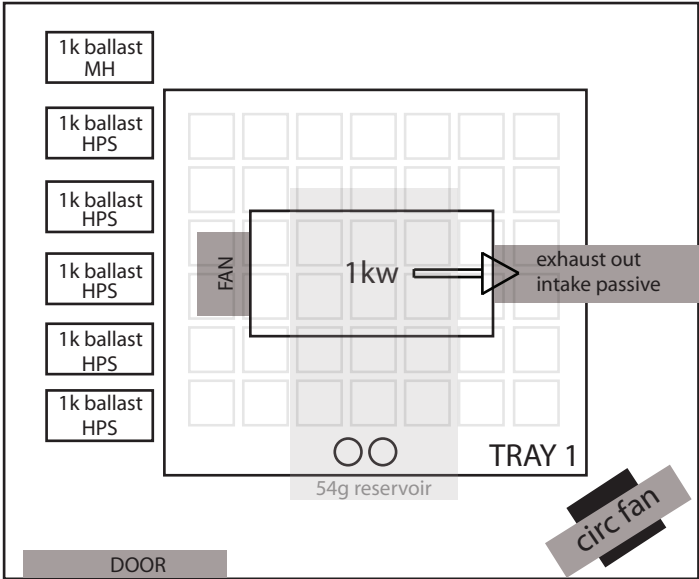 1k ballast
MH
1k ballast
HPS
1k ballast
HPS
1k ballast
HPS
1k ballast
HPS
1k ballast
HPS
FAN
1kw
exhaust out
intake passive
TRAY 1
54g reservoir
circ fan
DOOR